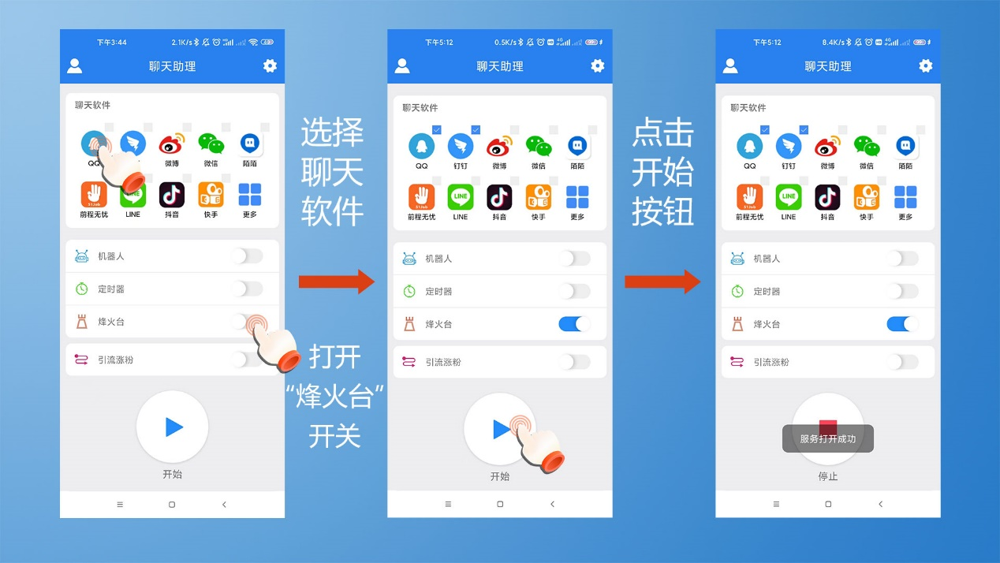 下午3:44 2.1K/s
聊天助理
聊天软件
QQ 微博 微信 陌陌
51Job LINE
前程无忧 LINE 抖音 快手 更多
机器人
定时器
烽火台
引流涨粉
开始
选择
聊天
软件
打开
“烽火台”
开关
下午5:12 0.5K/s 4G
聊天助理
聊天软件
QQ 钉钉 微博 微信 陌陌
51Job LINE
前程无忧 LINE 抖音 快手 更多
机器人
定时器
烽火台
引流涨粉
开始
点击
开始
按钮
下午5:12 8.4K/s 4G
聊天助理
聊天软件
QQ 钉钉 微博 微信 陌陌
51Job LINE
前程无忧 LINE 抖音 快手 更多
机器人
定时器
烽火台
引流涨粉
服务打开成功
停止